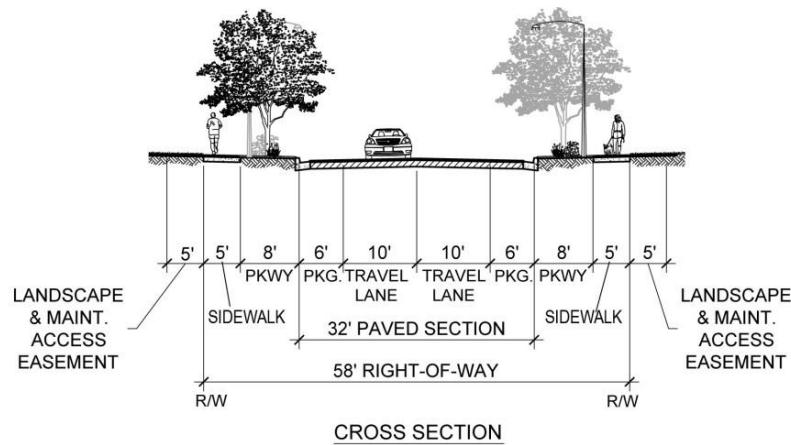 5' 5' 8' 6' 10' 10' 6' 8' 5' 5'
PKWY PKG. TRAVEL LANE TRAVEL LANE PKG. PKWY
LANDSCAPE & MAINT. ACCESS EASEMENT
SIDEWALK
SIDEWALK
LANDSCAPE & MAINT. ACCESS EASEMENT
32' PAVED SECTION
58' RIGHT-OF-WAY
R/W R/W
CROSS SECTION